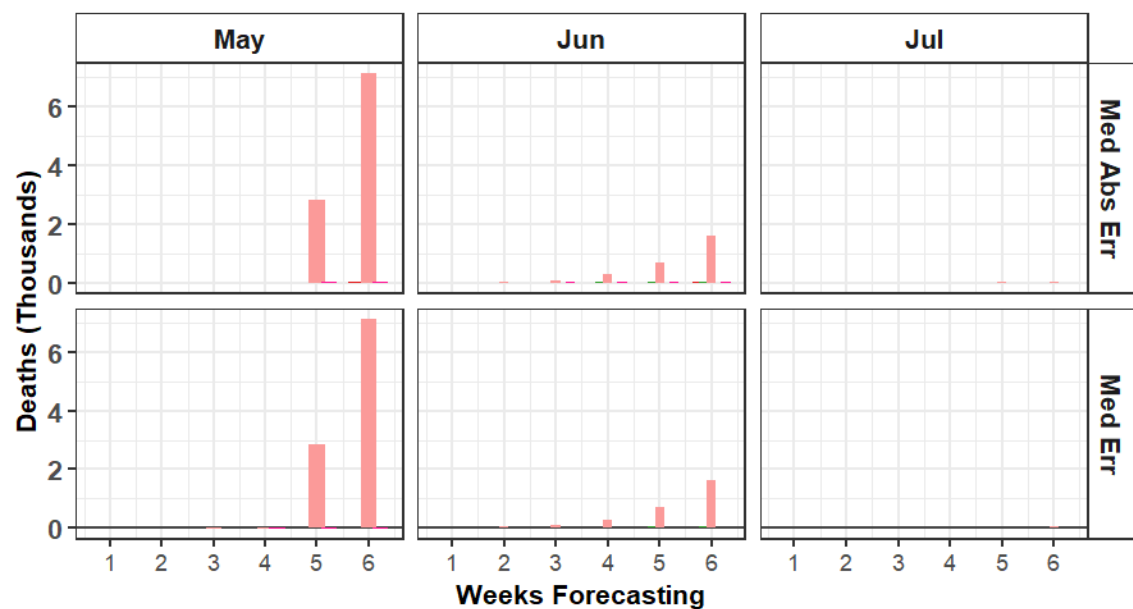 May Jun Jul
Deaths (Thousands)
6
4
2
0
Med Abs Err
6
4
2
0
Med Err
1 2 3 4 5 6 1 2 3 4 5 6 1 2 3 4 5 6
Weeks Forecasting